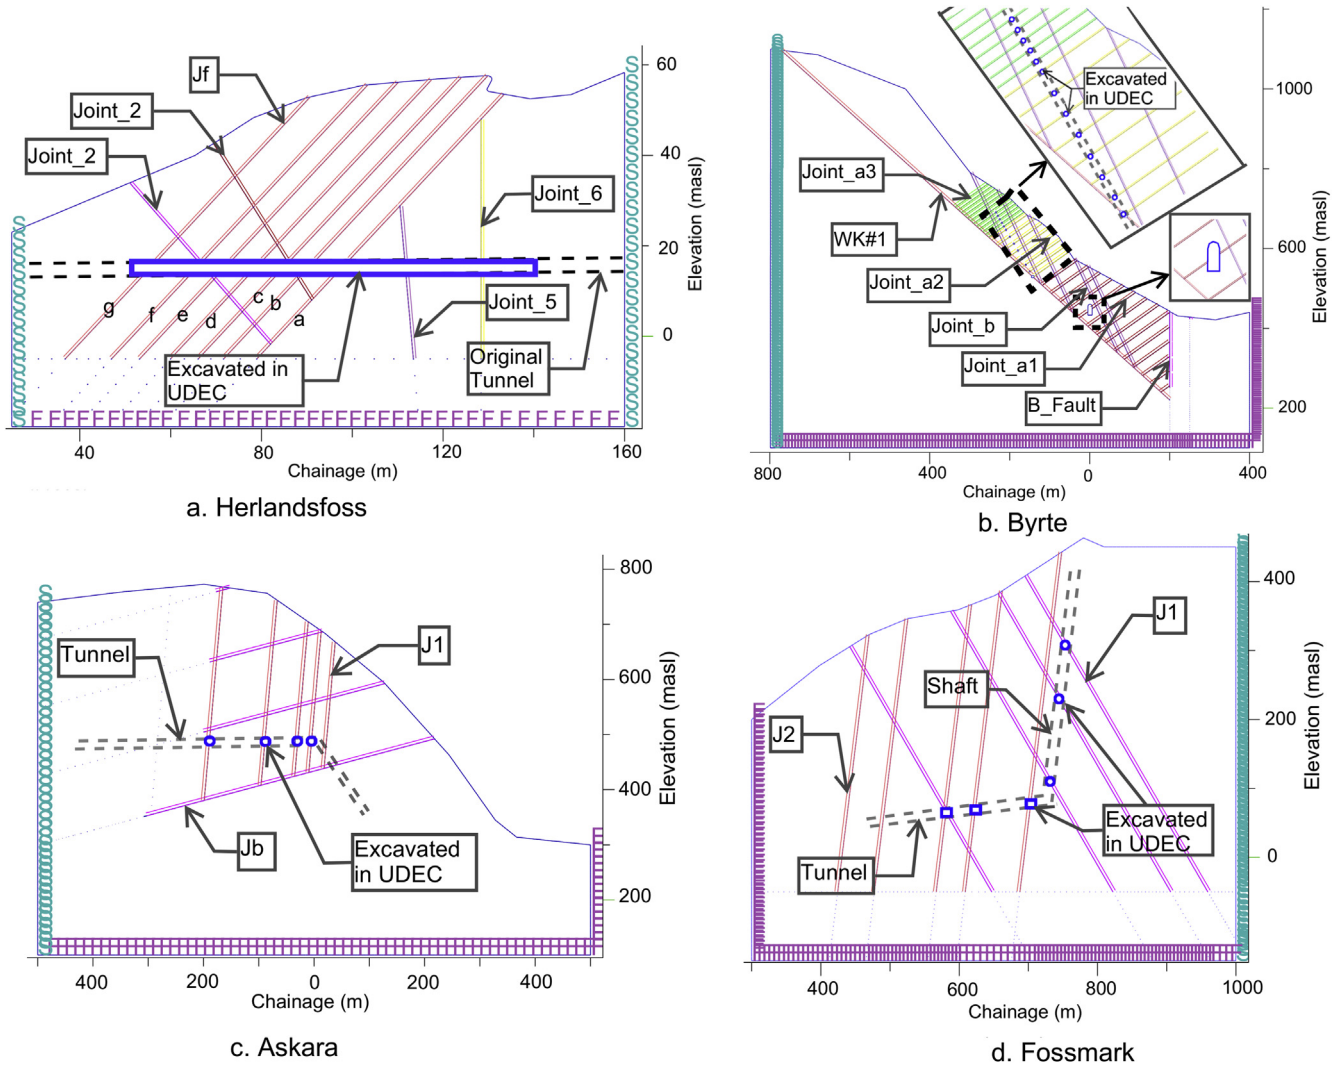 60
Jf
Joint_2
Joint_2
40
Joint_6
20
Elevation (masl)
g
f
e
d
c
b
a
Joint_5
0
Excavated in
UDEC
Original
Tunnel
40
80
120
160
Chainage (m)
a. Herlandsfoss
Excavated
in UDEC
1000
Joint_a3
WK#1
600
Joint_a2
Joint_b
Joint_a1
B_Fault
200
Elevation (masl)
800
400
0
400
Chainage (m)
b. Byrte
800
Tunnel
J1
600
400
Jb
Excavated
in UDEC
200
Elevation (masl)
400
200
0
200
400
Chainage (m)
c. Askara
400
J1
Shaft
J2
200
Excavated
in UDEC
Tunnel
0
Elevation (masl)
400
600
800
1000
Chainage (m)
d. Fossmark